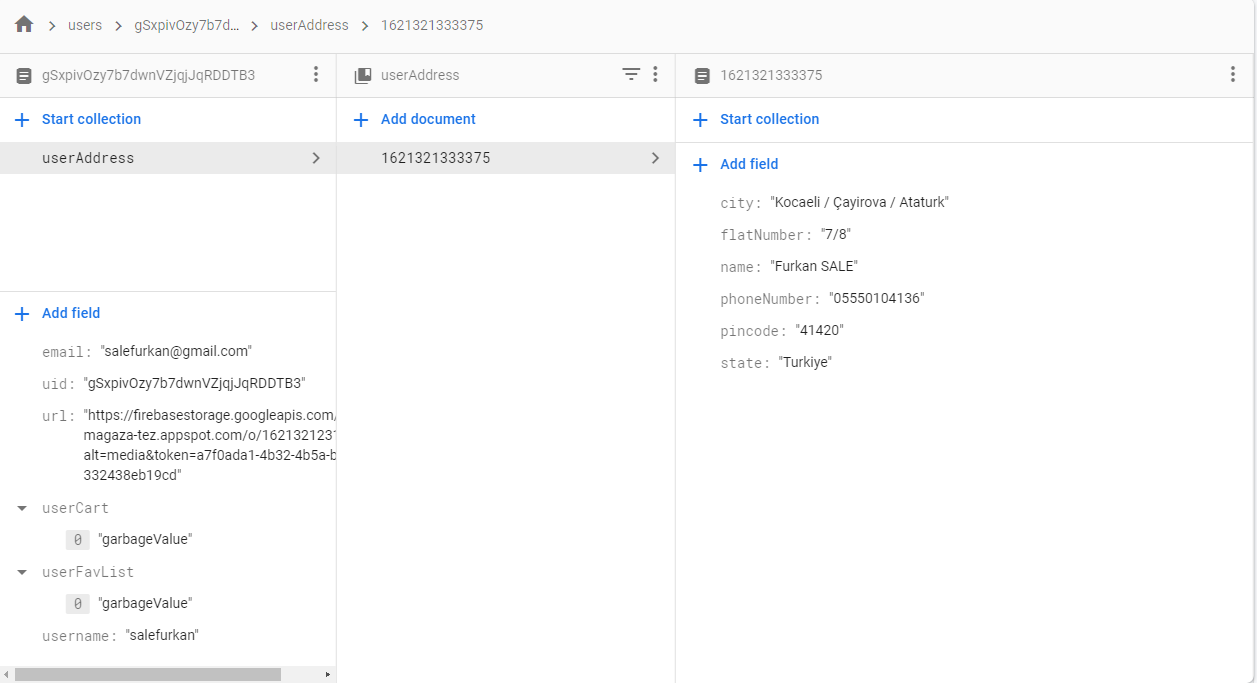 users
gSxpivOzy7b7d...
userAddress
1621321333375
gSxpivOzy7b7dwnVZjqjJqRDDTB3
Start collection
userAddress
Add field
email: "salefurkan@gmail.com"
uid: "gSxpivOzy7b7dwnVZjqjJqRDDTB3"
url: "https://firebasestorage.googleapis.com/
magaza-tez.appspot.com/o/1621321231
alt=media&token=a7f0ada1-4b32-4b5a-b
332438eb19cd"
userCart
0 "garbageValue"
userFavList
0 "garbageValue"
username: "salefurkan"
userAddress
Add document
1621321333375
1621321333375
Start collection
Add field
city: "Kocaeli / Çayirova / Ataturk"
flatNumber: "7/8"
name: "Furkan SALE"
phoneNumber: "05550104136"
pincode: "41420"
state: "Turkiye"